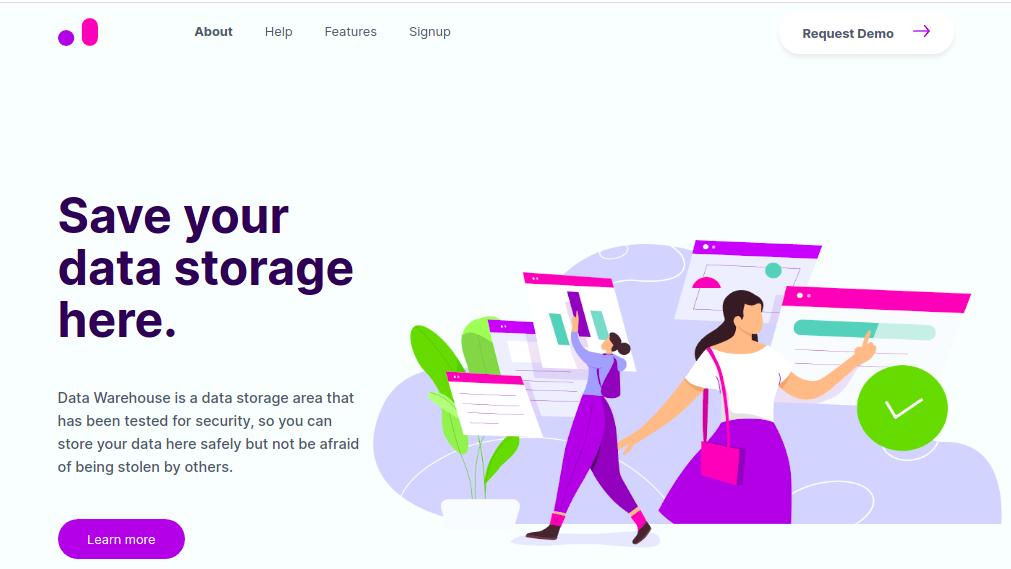 About Help Features Signup Request Demo
Save your
data storage
here.
Data Warehouse is a data storage area that
has been tested for security, so you can
store your data here safely but not be afraid
of being stolen by others.
Learn more